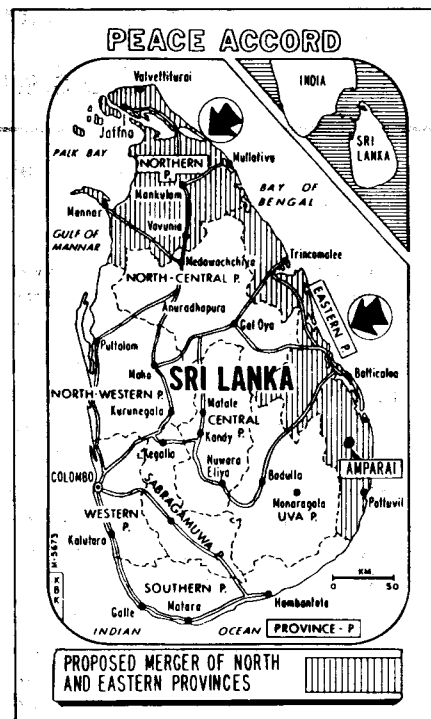 PEACE ACCORD
Valvettiturai
INDIA
Jaffna
PALK BAY
NORTHERN P.
Mullativu
SRI LANKA
Mankulam
BAY OF BENGAL
Mannar
Vavunia
GULF OF MANNAR
Medawachchiya
Trincomalee
NORTH-CENTRAL P.
Anuradhapura
EASTERN P.
Gal Oya
Puttalam
Maho
SRI LANKA
Batticaloa
NORTH-WESTERN P.
Kurunegala
Matale
CENTRAL P.
Kandy
Kegalla
Nuwara Eliya
Badulla
AMPARAI
COLOMBO
Monaragala
Pottuvil
UVA P.
WESTERN P.
SABRAGAMUWA P.
Kalutara
KM.
0
50
M-5675
KBK
SOUTHERN P.
Hambantota
Galle
Matara
INDIAN OCEAN
PROVINCE-P
PROPOSED MERGER OF NORTH
AND EASTERN PROVINCES